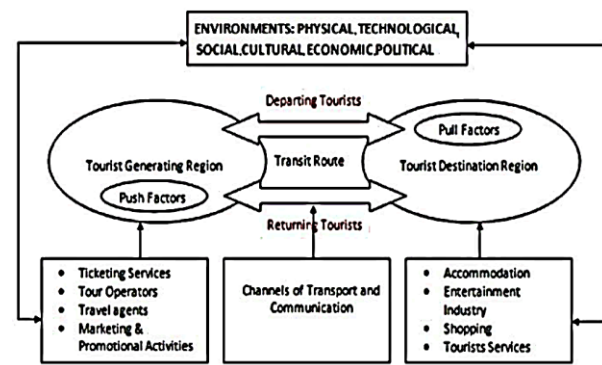 ENVIRONMENTS: PHYSICAL, TECHNOLOGICAL,
SOCIAL,CULTURAL,ECONOMIC,POLITICAL
Departing Tourists
Pull Factors
Tourist Generating Region
Transit Route
Tourist Destination Region
Push Factors
Returning Tourists
• Ticketing Services
• Tour Operators
• Travel agents
• Marketing &
Promotional Activities
Channels of Transport and
Communication
• Accommodation
• Entertainment
Industry
• Shopping
• Tourists Services